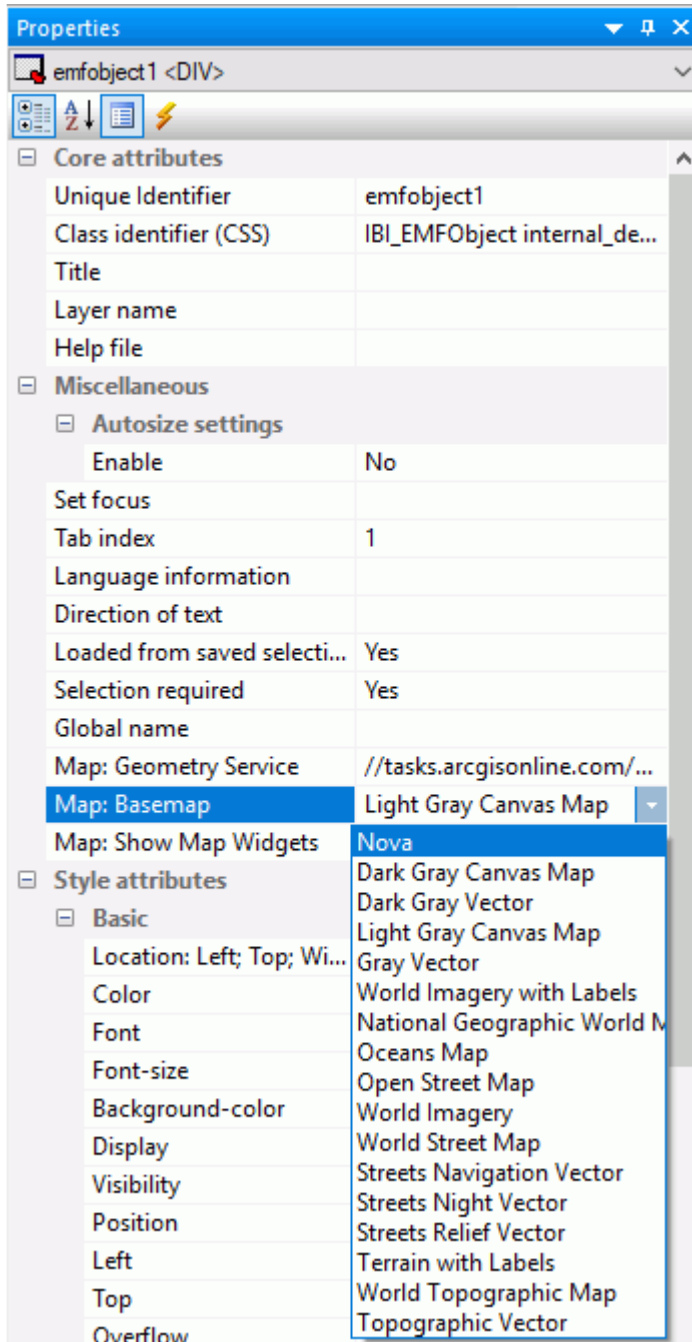 Properties
emfobject1 <DIV>
A
Z
Core attributes
Unique Identifier emfobject1
Class identifier (CSS) IBI_EMFObject internal_de...
Title
Layer name
Help file
Miscellaneous
Autosize settings
Enable No
Set focus
Tab index 1
Language information
Direction of text
Loaded from saved selecti... Yes
Selection required Yes
Global name
Map: Geometry Service //tasks.arcgisonline.com/...
Map: Basemap Light Gray Canvas Map
Map: Show Map Widgets Nova
Style attributes Dark Gray Canvas Map
Dark Gray Vector
Basic Light Gray Canvas Map
Location: Left; Top; Wi... Gray Vector
Color World Imagery with Labels
Font National Geographic World
Oceans Map
Font-size Open Street Map
Background-color World Imagery
Display World Street Map
Visibility Streets Navigation Vector
Streets Night Vector
Position Streets Relief Vector
Left Terrain with Labels
Top World Topographic Map
Overflow Topographic Vector